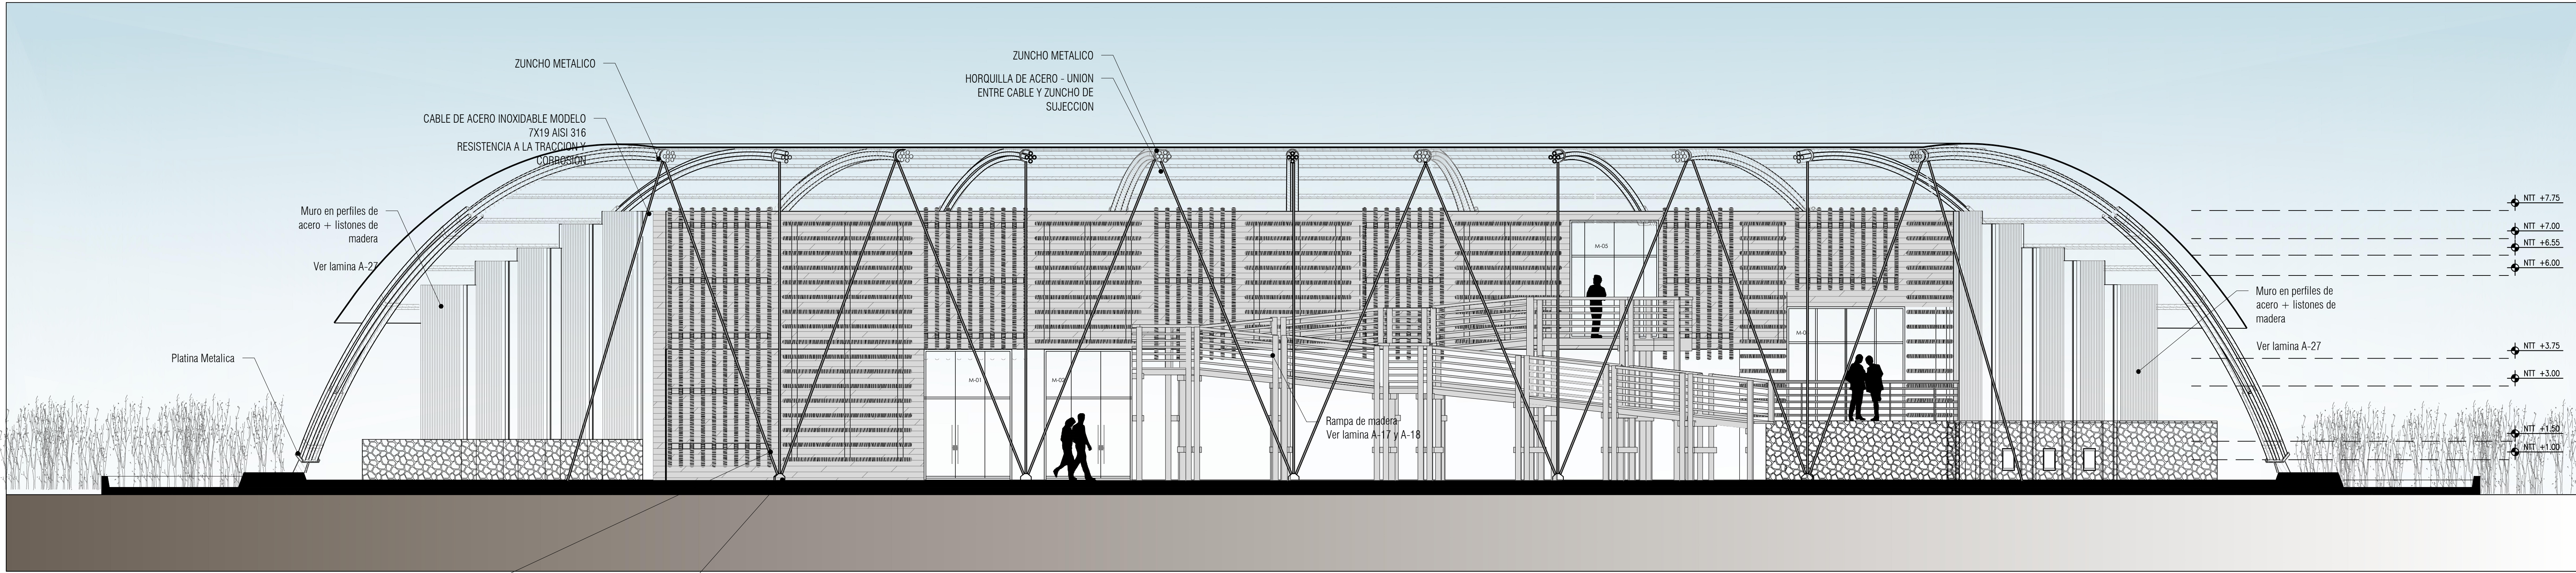 ZUNCHO METALICO
CABLE DE ACERO INOXIDABLE MODELO
7X19 AISI 316
RESISTENCIA A LA TRACCION Y
CORROSION
ZUNCHO METALICO
HORQUILLA DE ACERO - UNION
ENTRE CABLE Y ZUNCHO DE
SUJECCION
Muro en perfiles de
acero + listones de
madera
Ver lamina A-27
Platina Metalica
M-01
M-02
M-05
Rampa de madera
Ver lamina A-17 y A-18
Muro en perfiles de
acero + listones de
madera
Ver lamina A-27
NTT +7.75
NTT +7.00
NTT +6.55
NTT +6.00
NTT +3.75
NTT +3.00
NTT +1.50
NTT +1.00